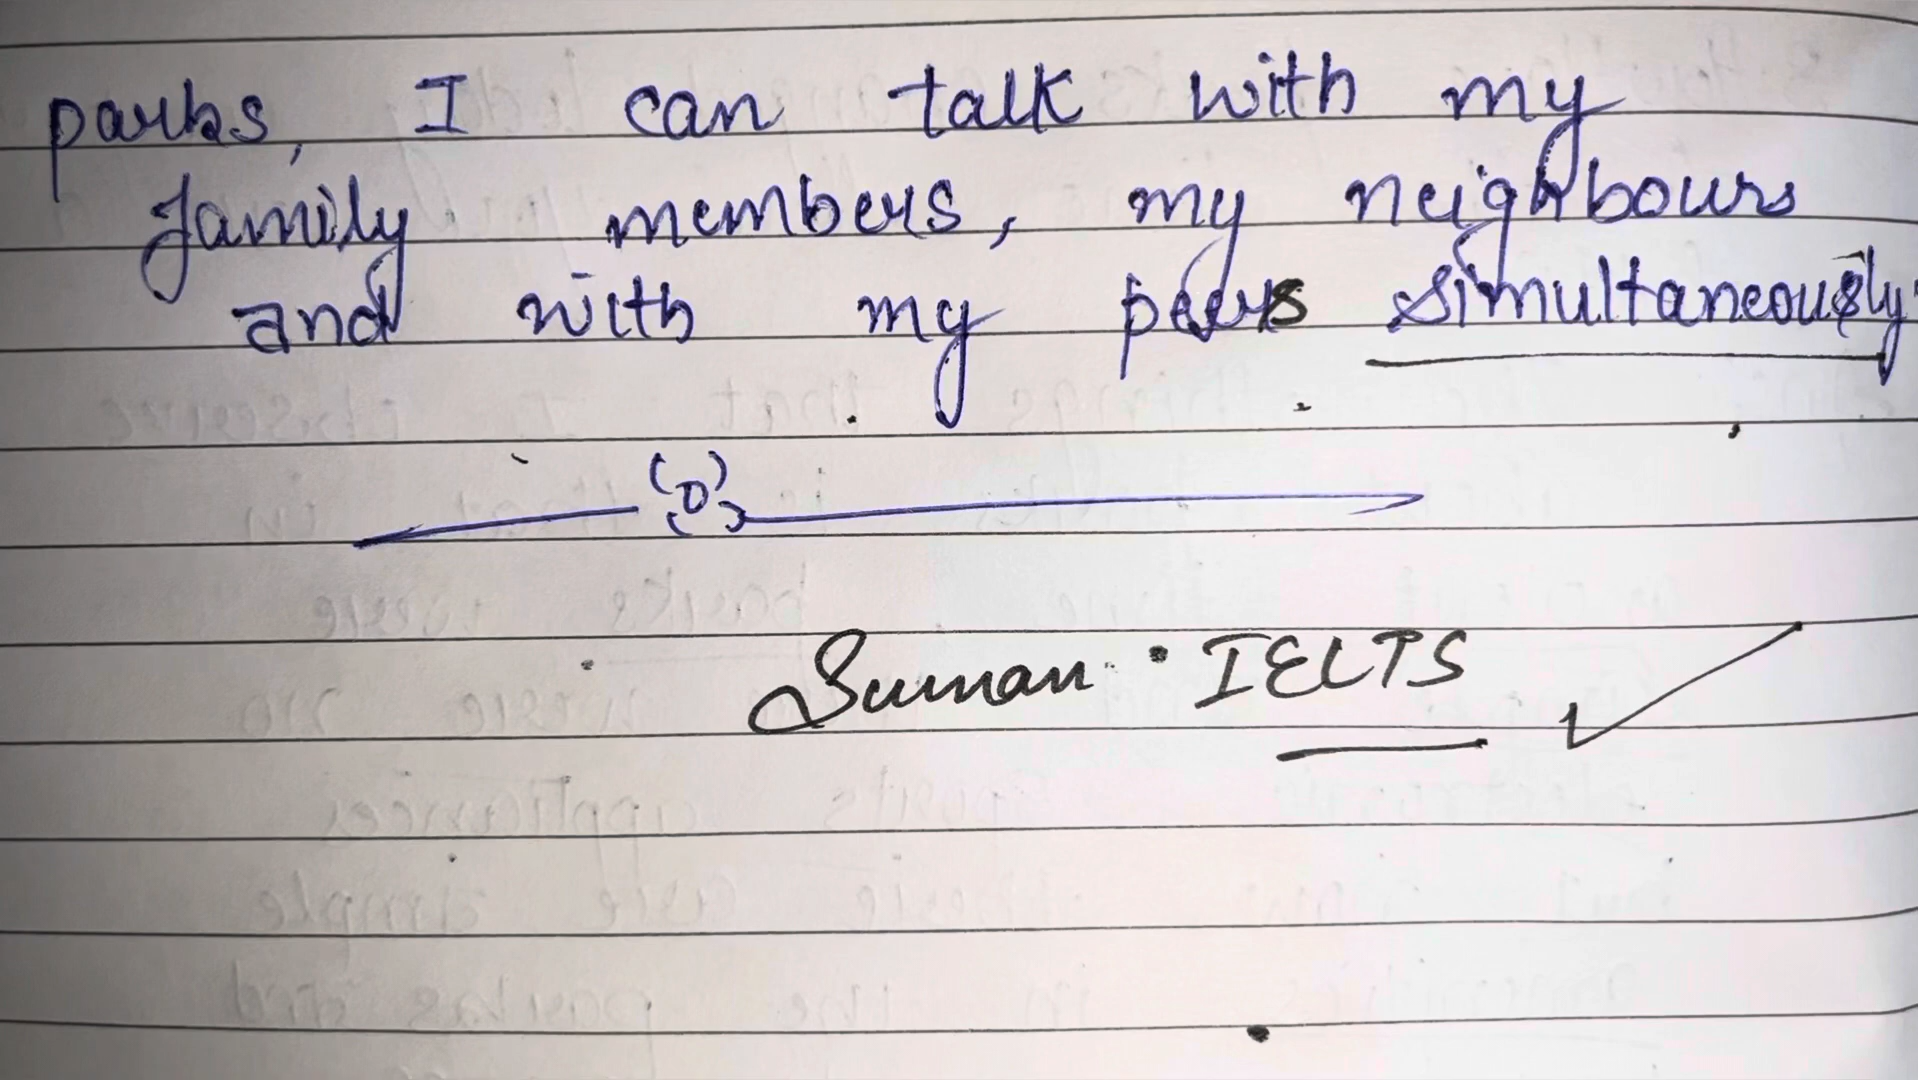 parks, I can talk with my
family members, my neighbours
and with my peers simultaneously.
Suman IELTS